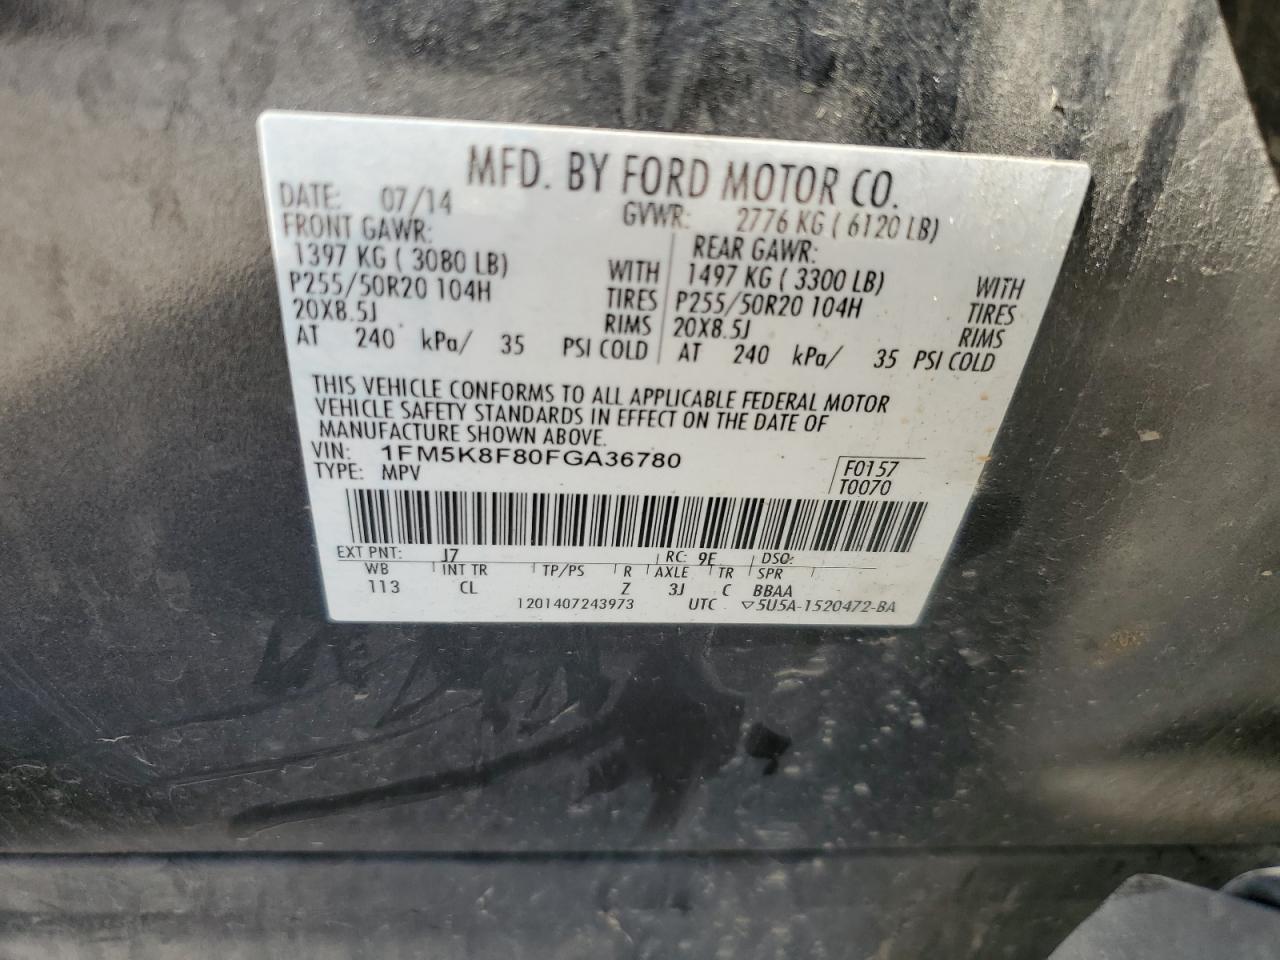 MFD. BY FORD MOTOR CO.
DATE: 07/14 GVWR: 2776 KG ( 6120 LB)
FRONT GAWR: REAR GAWR:
1397 KG ( 3080 LB) WITH 1497 KG ( 3300 LB) WITH
P255/50R20 104H TIRES P255/50R20 104H TIRES
20X8.5J RIMS 20X8.5J RIMS
AT 240 kPa/ 35 PSI COLD AT 240 kPa/ 35 PSI COLD
THIS VEHICLE CONFORMS TO ALL APPLICABLE FEDERAL MOTOR
VEHICLE SAFETY STANDARDS IN EFFECT ON THE DATE OF
MANUFACTURE SHOWN ABOVE.
VIN: 1FM5K8F80FGA36780 F0157
TYPE: MPV T0070
EXT PNT: J7 RC: 9E DSO:
WB INT TR TP/PS R AXLE TR SPR
113 CL Z 3J C BBAA
1201407243973 UTC ▽5U5A-1520472-BA